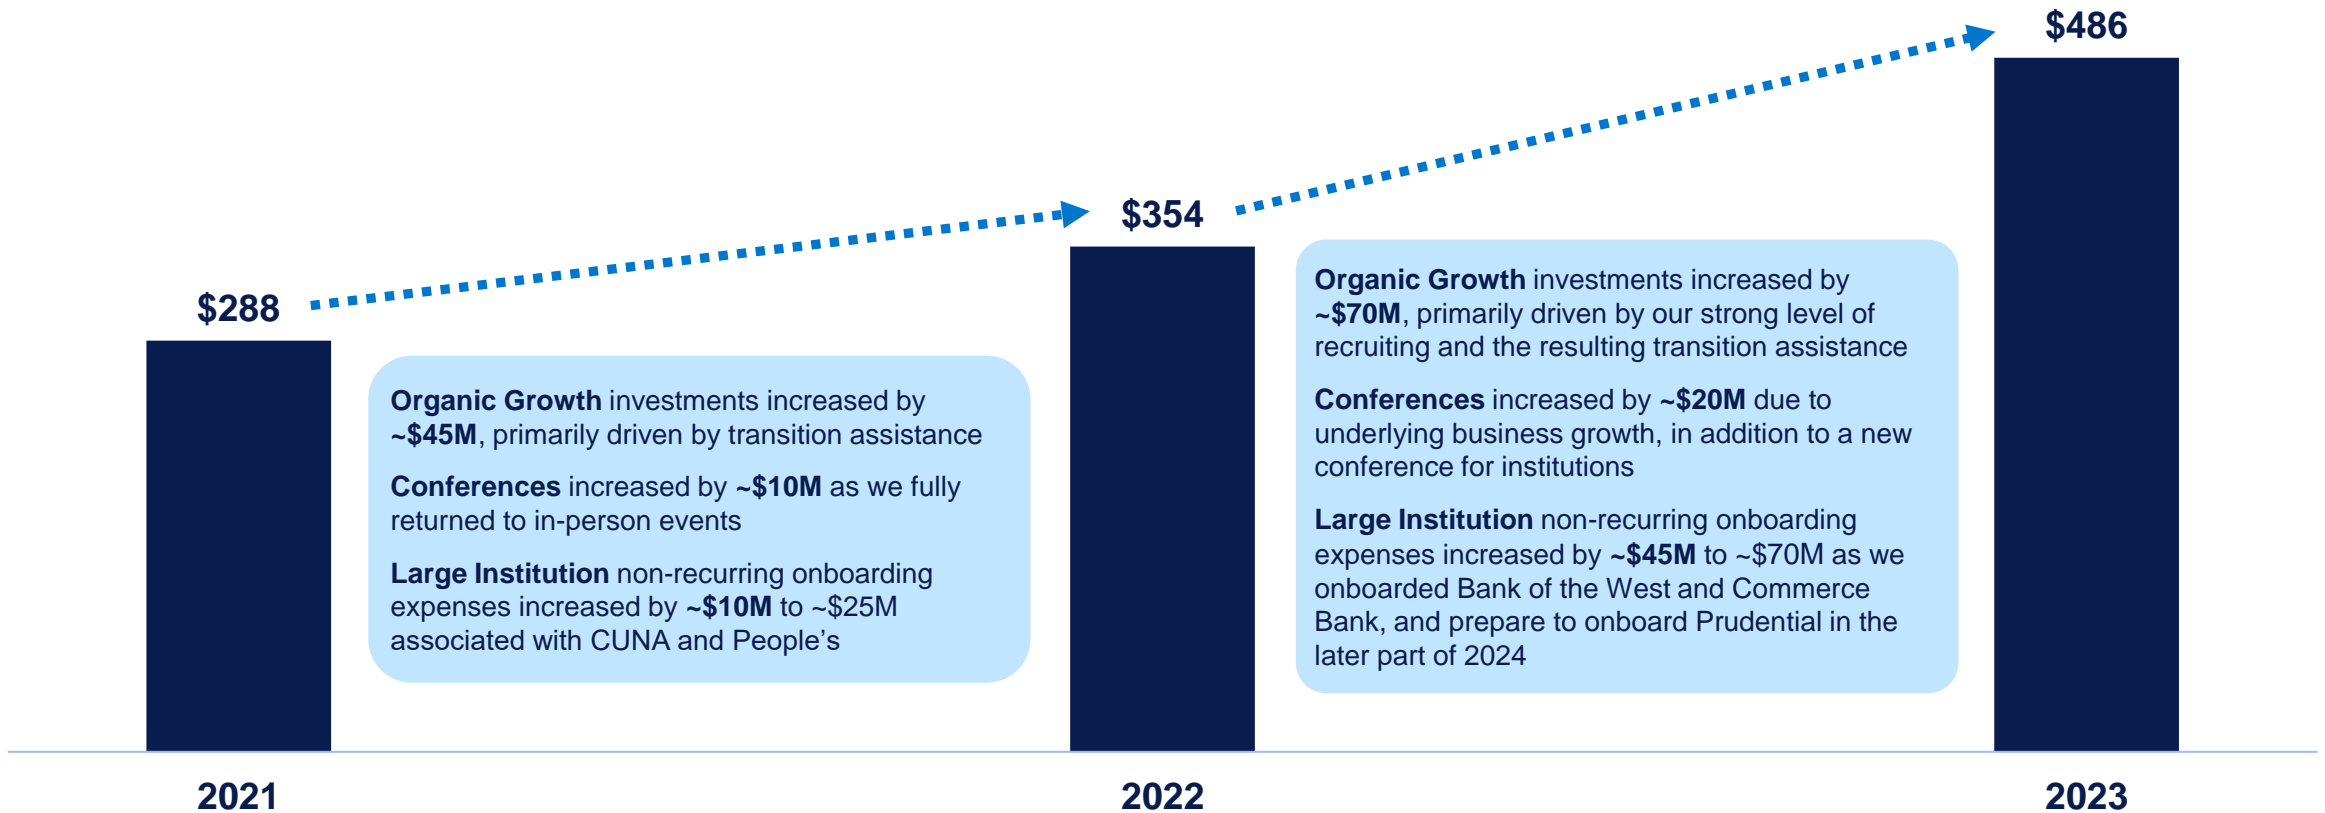 $288
$354
$486
Organic Growth investments increased by
~$45M, primarily driven by transition assistance
Conferences increased by ~$10M as we fully
returned to in-person events
Large Institution non-recurring onboarding
expenses increased by ~$10M to ~$25M
associated with CUNA and People's
Organic Growth investments increased by
~$70M, primarily driven by our strong level of
recruiting and the resulting transition assistance
Conferences increased by ~$20M due to
underlying business growth, in addition to a new
conference for institutions
Large Institution non-recurring onboarding
expenses increased by ~$45M to ~$70M as we
onboarded Bank of the West and Commerce
Bank, and prepare to onboard Prudential in the
later part of 2024
2021
2022
2023